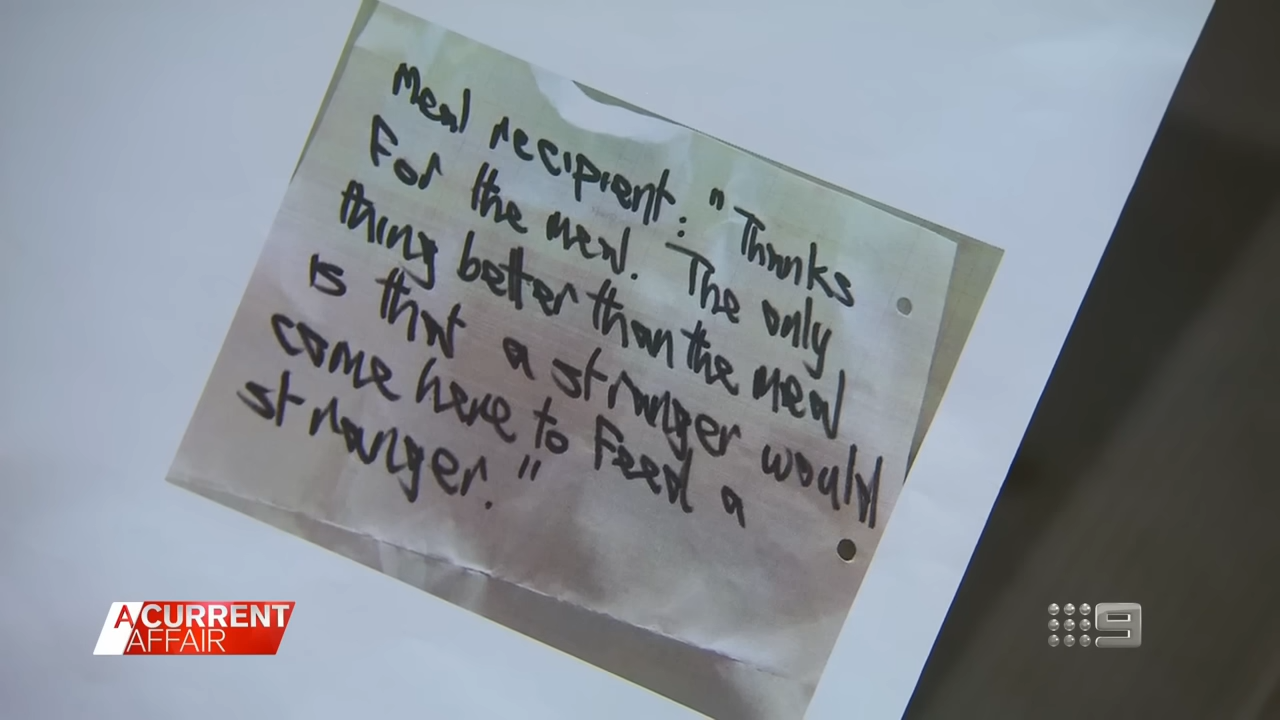 Meal recipient: "Thanks
For the meal. The only
thing better than the meal
is that a stranger would
come here to Feed a
stranger."
A CURRENT
AFFAIR
9